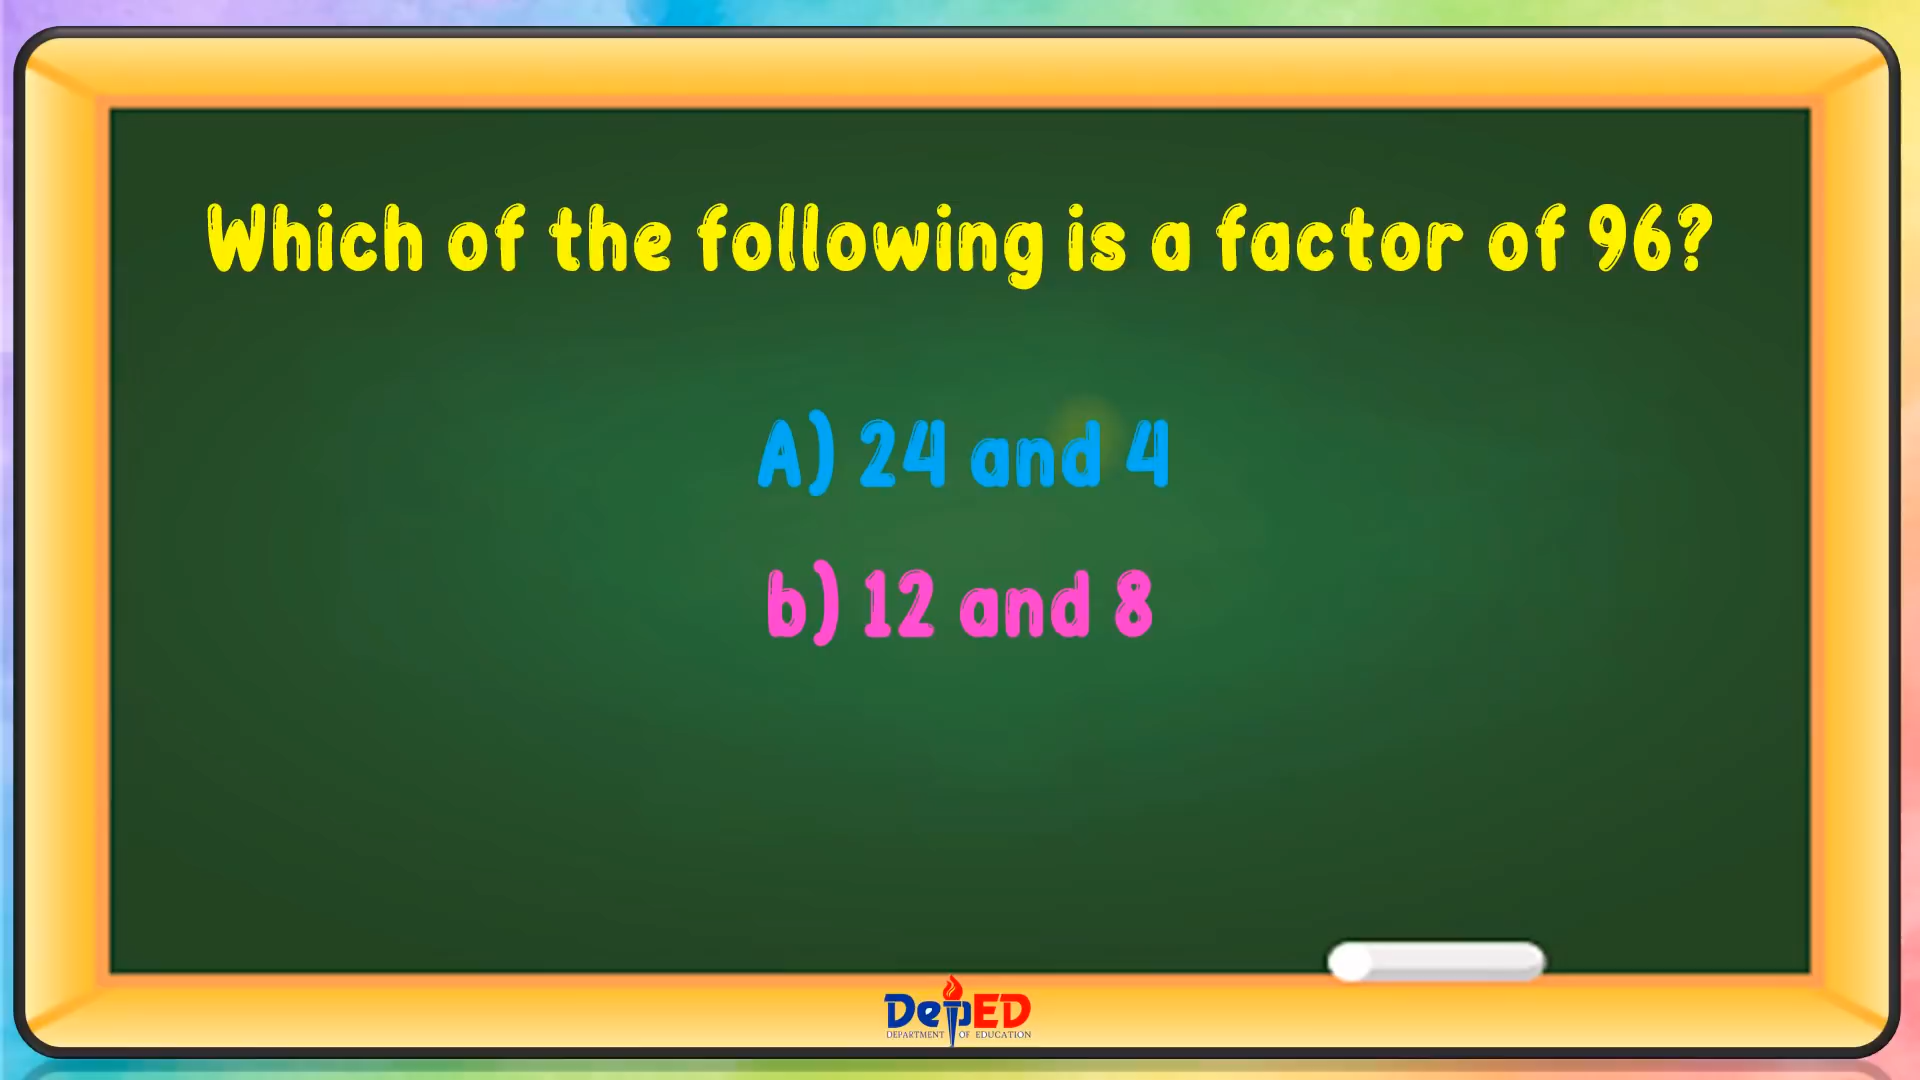 Which of the following is a factor of 96?
A) 24 and 4
b) 12 and 8
DepED
DEPARTMENT OF EDUCATION